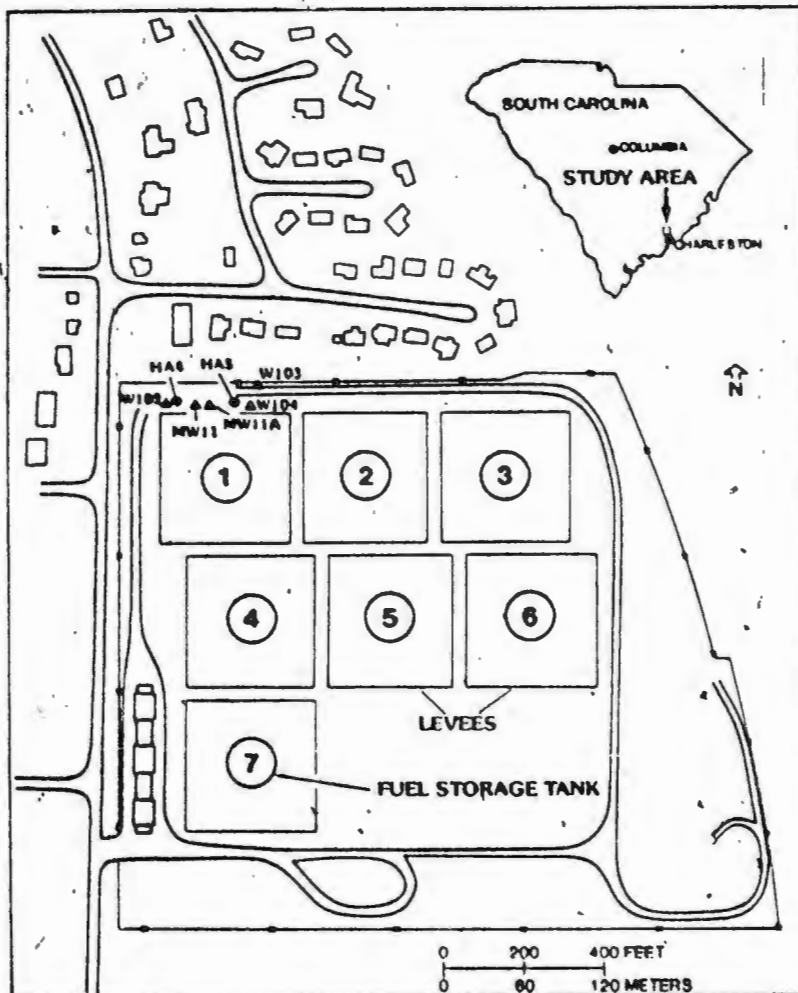 SOUTH CAROLINA
COLUMBIA
STUDY AREA
CHARLESTON
N
HA6
HA5
W103
W104
MW11
MW11A
1
2
3
4
5
6
LEVEES
7
FUEL STORAGE TANK
0 200 400 FEET
0 60 120 METERS